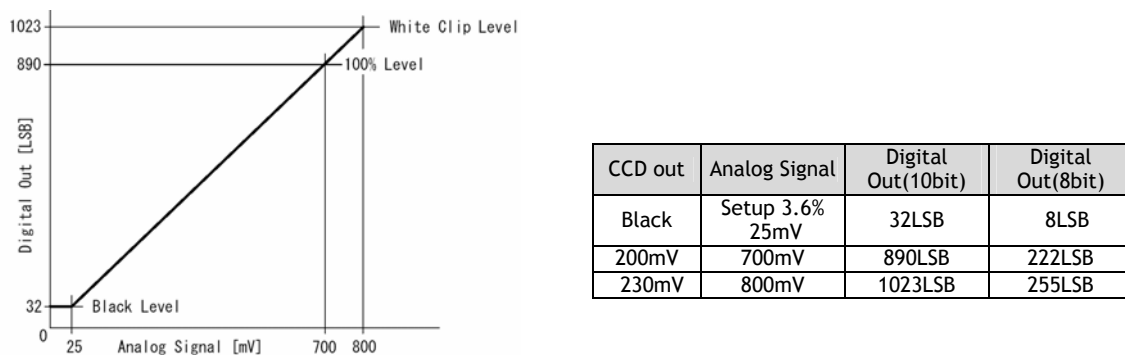 1023
White Clip Level
890
100% Level
Digital Out [LSB]
32
Black Level
0
25
Analog Signal [mV]
700
800
CCD out
Analog Signal
Digital
Out(10bit)
Digital
Out(8bit)
Black
Setup 3.6%
25mV
32LSB
8LSB
200mV
700mV
890LSB
222LSB
230mV
800mV
1023LSB
255LSB